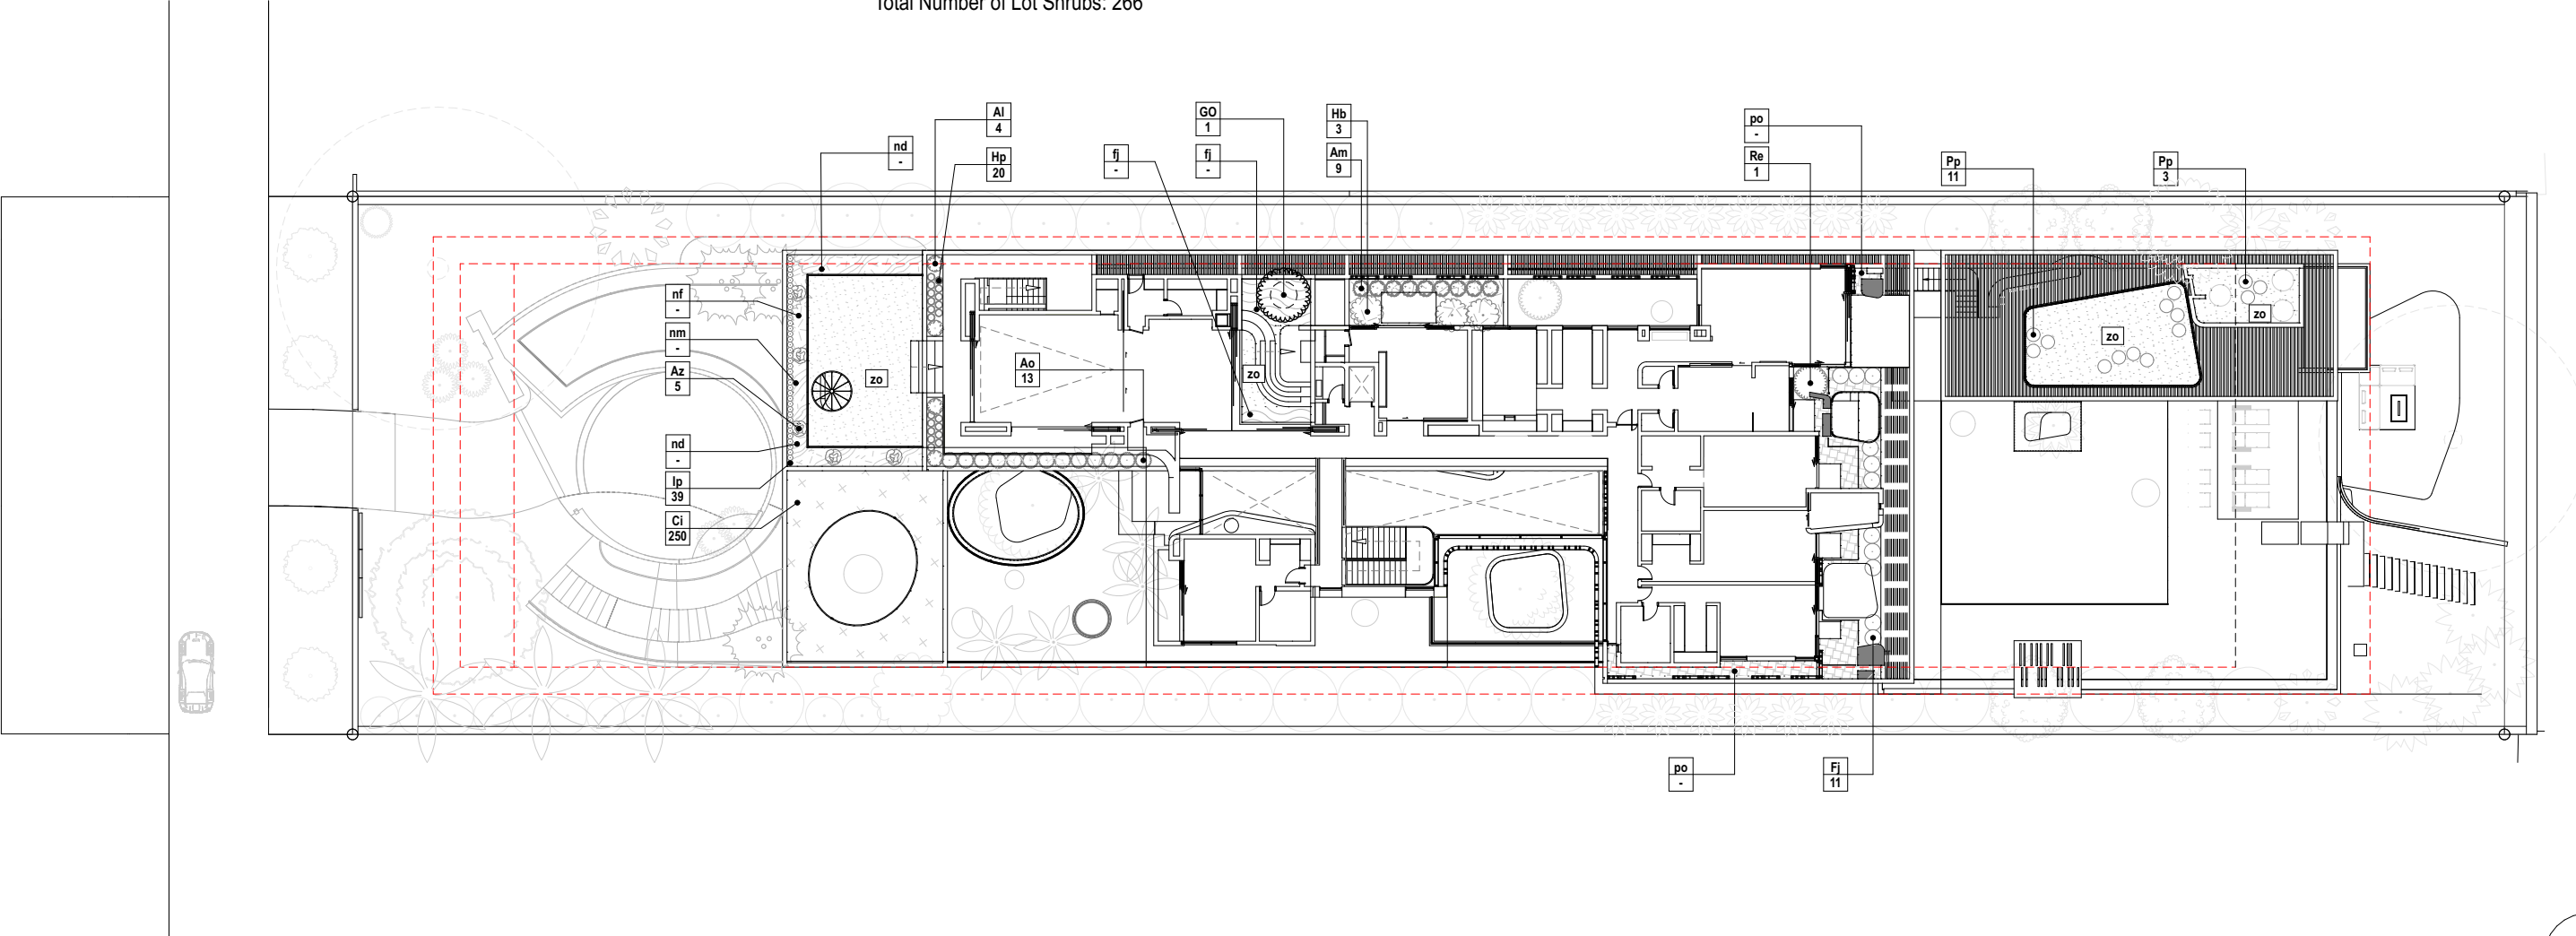 Total Number of Lot Shrubs: 266
Al
4
GO
1
Hb
3
po
-
nd
-
Hp
20
fj
-
fj
-
Am
9
Re
1
Pp
11
Pp
3
nf
-
nm
-
Az
5
nd
-
Ip
39
Ci
250
zo
Ao
13
zo
zo
zo
po
-
Fj
11